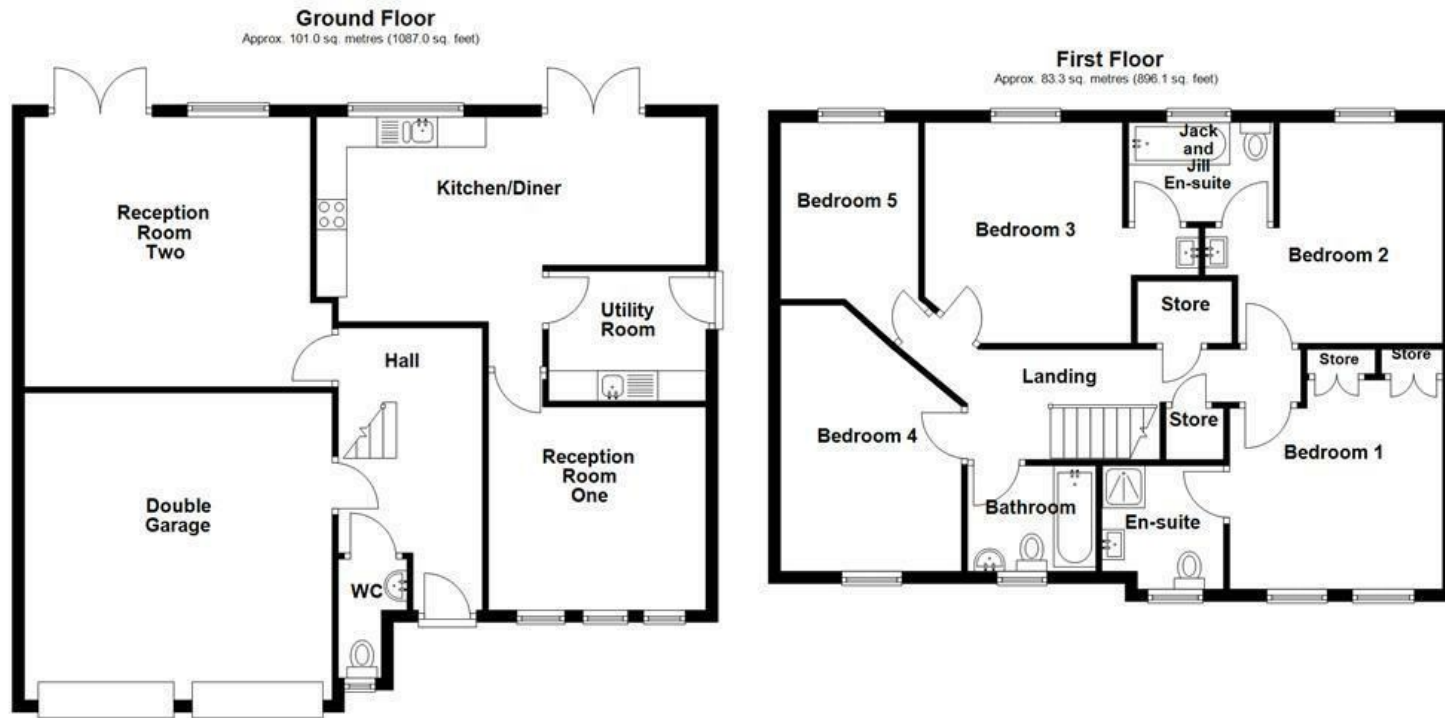 Ground Floor
Approx. 101.0 sq. metres (1087.0 sq. feet)
Reception
Room
Two
Kitchen/Diner
Utility
Room
Hall
Double
Garage
Reception
Room
One
WC
First Floor
Approx. 83.3 sq. metres (896.1 sq. feet)
Bedroom 5
Bedroom 3
Jack
and
Jill
En-suite
Bedroom 2
Store
Landing
Store
Store
Store
Bedroom 4
Bedroom 1
Bathroom
En-suite